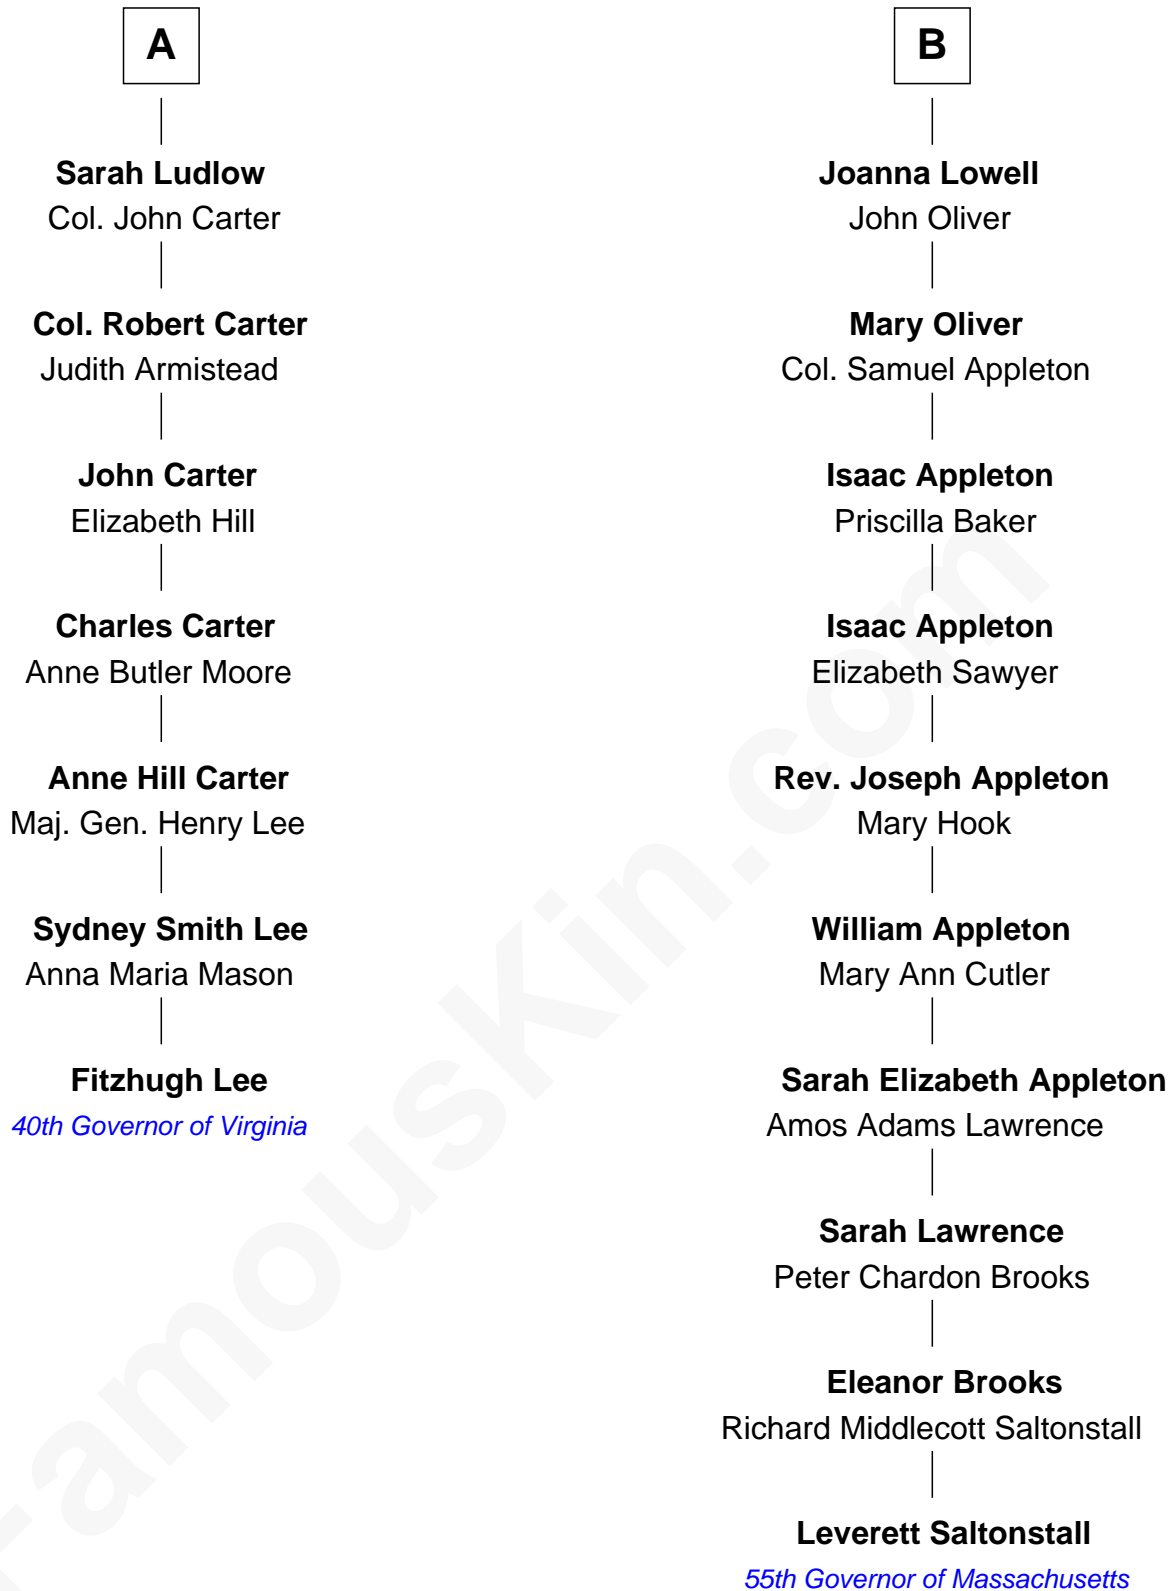 A
Sarah Ludlow
Col. John Carter
Col. Robert Carter
Judith Armistead
John Carter
Elizabeth Hill
Charles Carter
Anne Butler Moore
Anne Hill Carter
Maj. Gen. Henry Lee
Sydney Smith Lee
Anna Maria Mason
Fitzhugh Lee
40th Governor of Virginia
B
Joanna Lowell
John Oliver
Mary Oliver
Col. Samuel Appleton
Isaac Appleton
Priscilla Baker
Isaac Appleton
Elizabeth Sawyer
Rev. Joseph Appleton
Mary Hook
William Appleton
Mary Ann Cutler
Sarah Elizabeth Appleton
Amos Adams Lawrence
Sarah Lawrence
Peter Chardon Brooks
Eleanor Brooks
Richard Middlecott Saltonstall
Leverett Saltonstall
55th Governor of Massachusetts
FamousKin.com